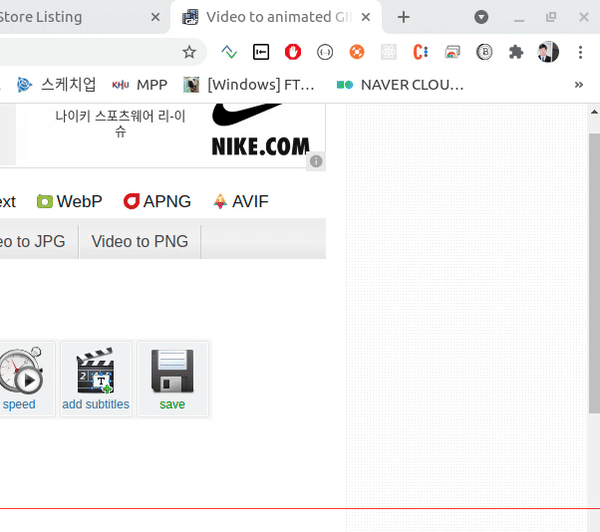 Store Listing
Video to animated GI
스케치업
KHU MPP
[Windows] FT…
NAVER CLOU…
»
나이키 스포츠웨어 리-이
슈
NIKE.COM
ext
WebP
APNG
AVIF
eo to JPG
Video to PNG
speed
2
T
add subtitles
save